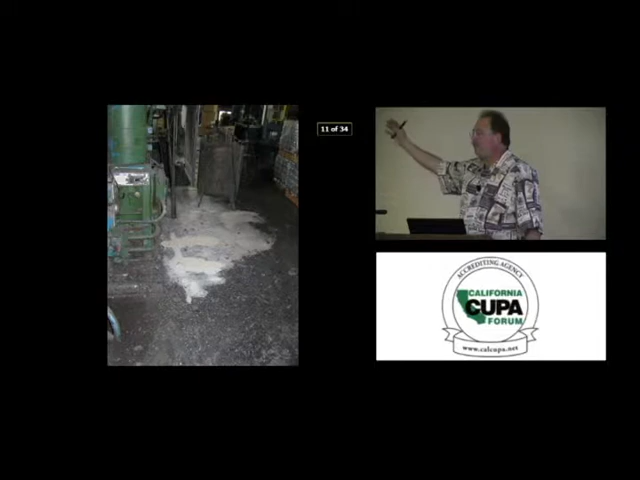 11 of 34
ACCREDITING AGENCY
CALIFORNIA
CUPA
FORUM
www.calcupa.net